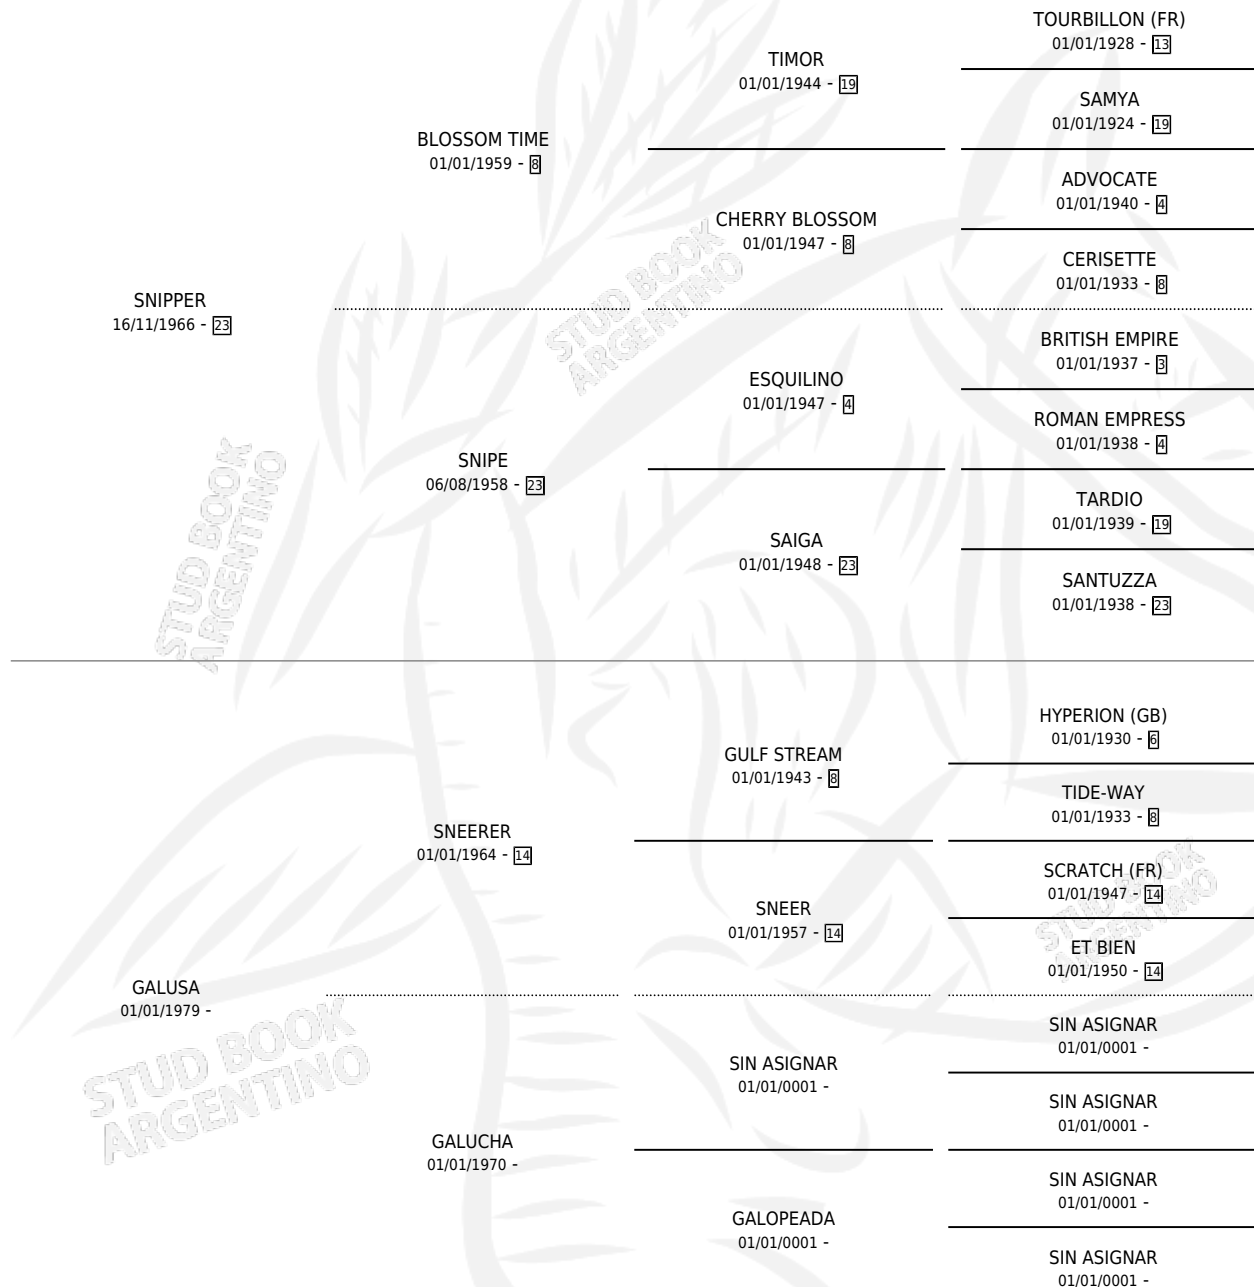 TOURBILLON (FR)
01/01/1928 - 13
TIMOR
01/01/1944 - 19
SAMYA
01/01/1924 - 19
BLOSSOM TIME
01/01/1959 - 8
ADVOCATE
01/01/1940 - 4
CHERRY BLOSSOM
01/01/1947 - 8
CERISETTE
01/01/1933 - 8
SNIPPER
16/11/1966 - 23
BRITISH EMPIRE
01/01/1937 - 3
ESQUILINO
01/01/1947 - 4
ROMAN EMPRESS
01/01/1938 - 4
SNIPE
06/08/1958 - 23
TARDIO
01/01/1939 - 19
SAIGA
01/01/1948 - 23
SANTUZZA
01/01/1938 - 23
HYPERION (GB)
01/01/1930 - 6
GULF STREAM
01/01/1943 - 8
TIDE-WAY
01/01/1933 - 8
SNEERER
01/01/1964 - 14
SCRATCH (FR)
01/01/1947 - 14
SNEER
01/01/1957 - 14
ET BIEN
01/01/1950 - 14
GALUSA
01/01/1979 -
SIN ASIGNAR
01/01/0001 -
SIN ASIGNAR
01/01/0001 -
SIN ASIGNAR
01/01/0001 -
GALUCHA
01/01/1970 -
SIN ASIGNAR
01/01/0001 -
GALOPEADA
01/01/0001 -
SIN ASIGNAR
01/01/0001 -
STUD BOOK
ARGENTINO
STUD BOOK
ARGENTINO
STUD BOOK
ARGENTINO
STUD BOOK
ARGENTINO